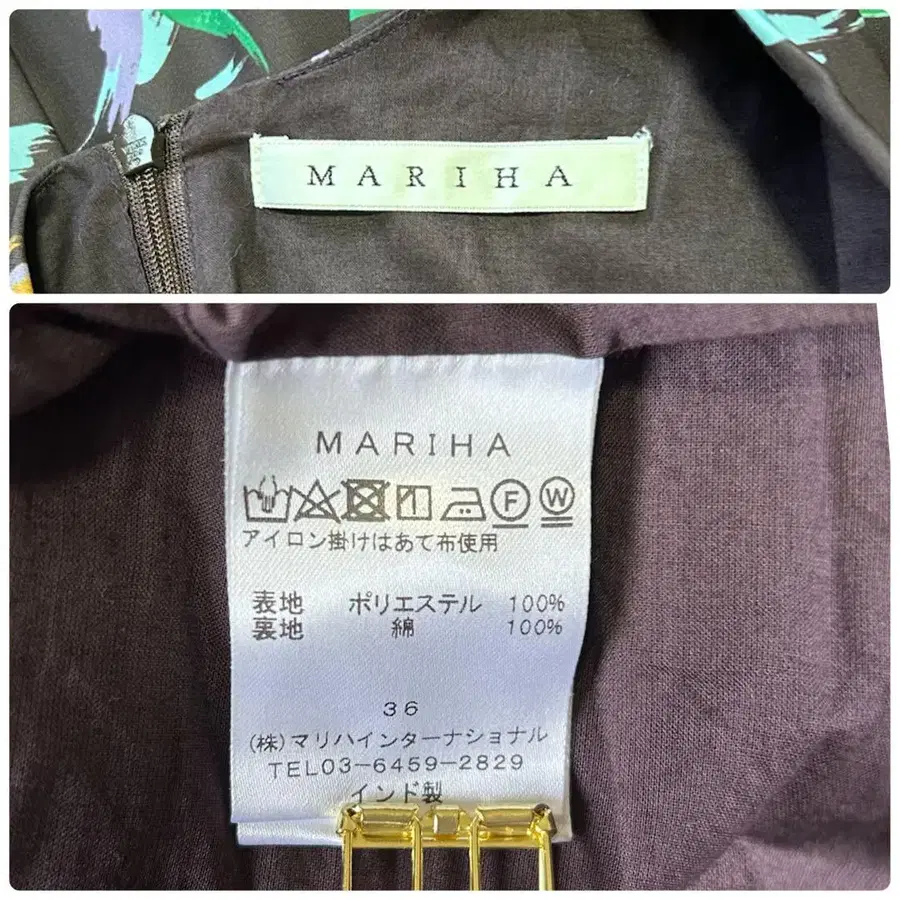 MARIHA
MARIHA
F W
アイロン掛けはあて布使用
表地 ポリエステル 100%
裏地 綿 100%
36
(株)マリハインターナショナル
TEL03-6459-2829
インド製